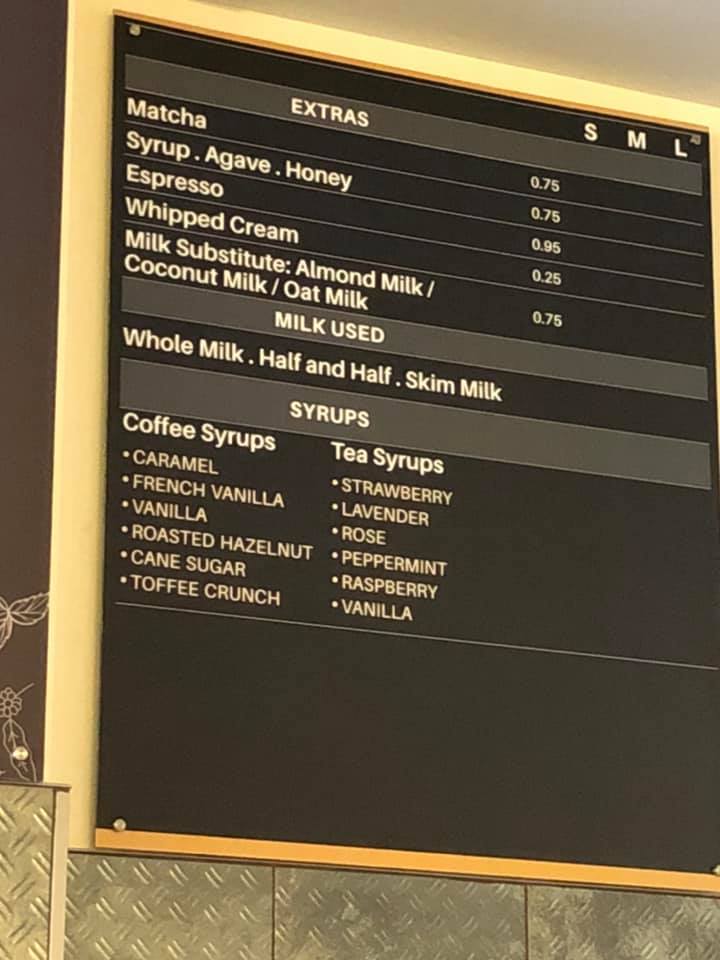 EXTRAS S M L
Matcha 0.75
Syrup . Agave . Honey 0.75
Espresso 0.95
Whipped Cream 0.25
Milk Substitute: Almond Milk /
Coconut Milk / Oat Milk 0.75
MILK USED
Whole Milk . Half and Half . Skim Milk
SYRUPS
Coffee Syrups
• CARAMEL
• FRENCH VANILLA
• VANILLA
• ROASTED HAZELNUT
• CANE SUGAR
• TOFFEE CRUNCH
Tea Syrups
• STRAWBERRY
• LAVENDER
• ROSE
• PEPPERMINT
• RASPBERRY
• VANILLA